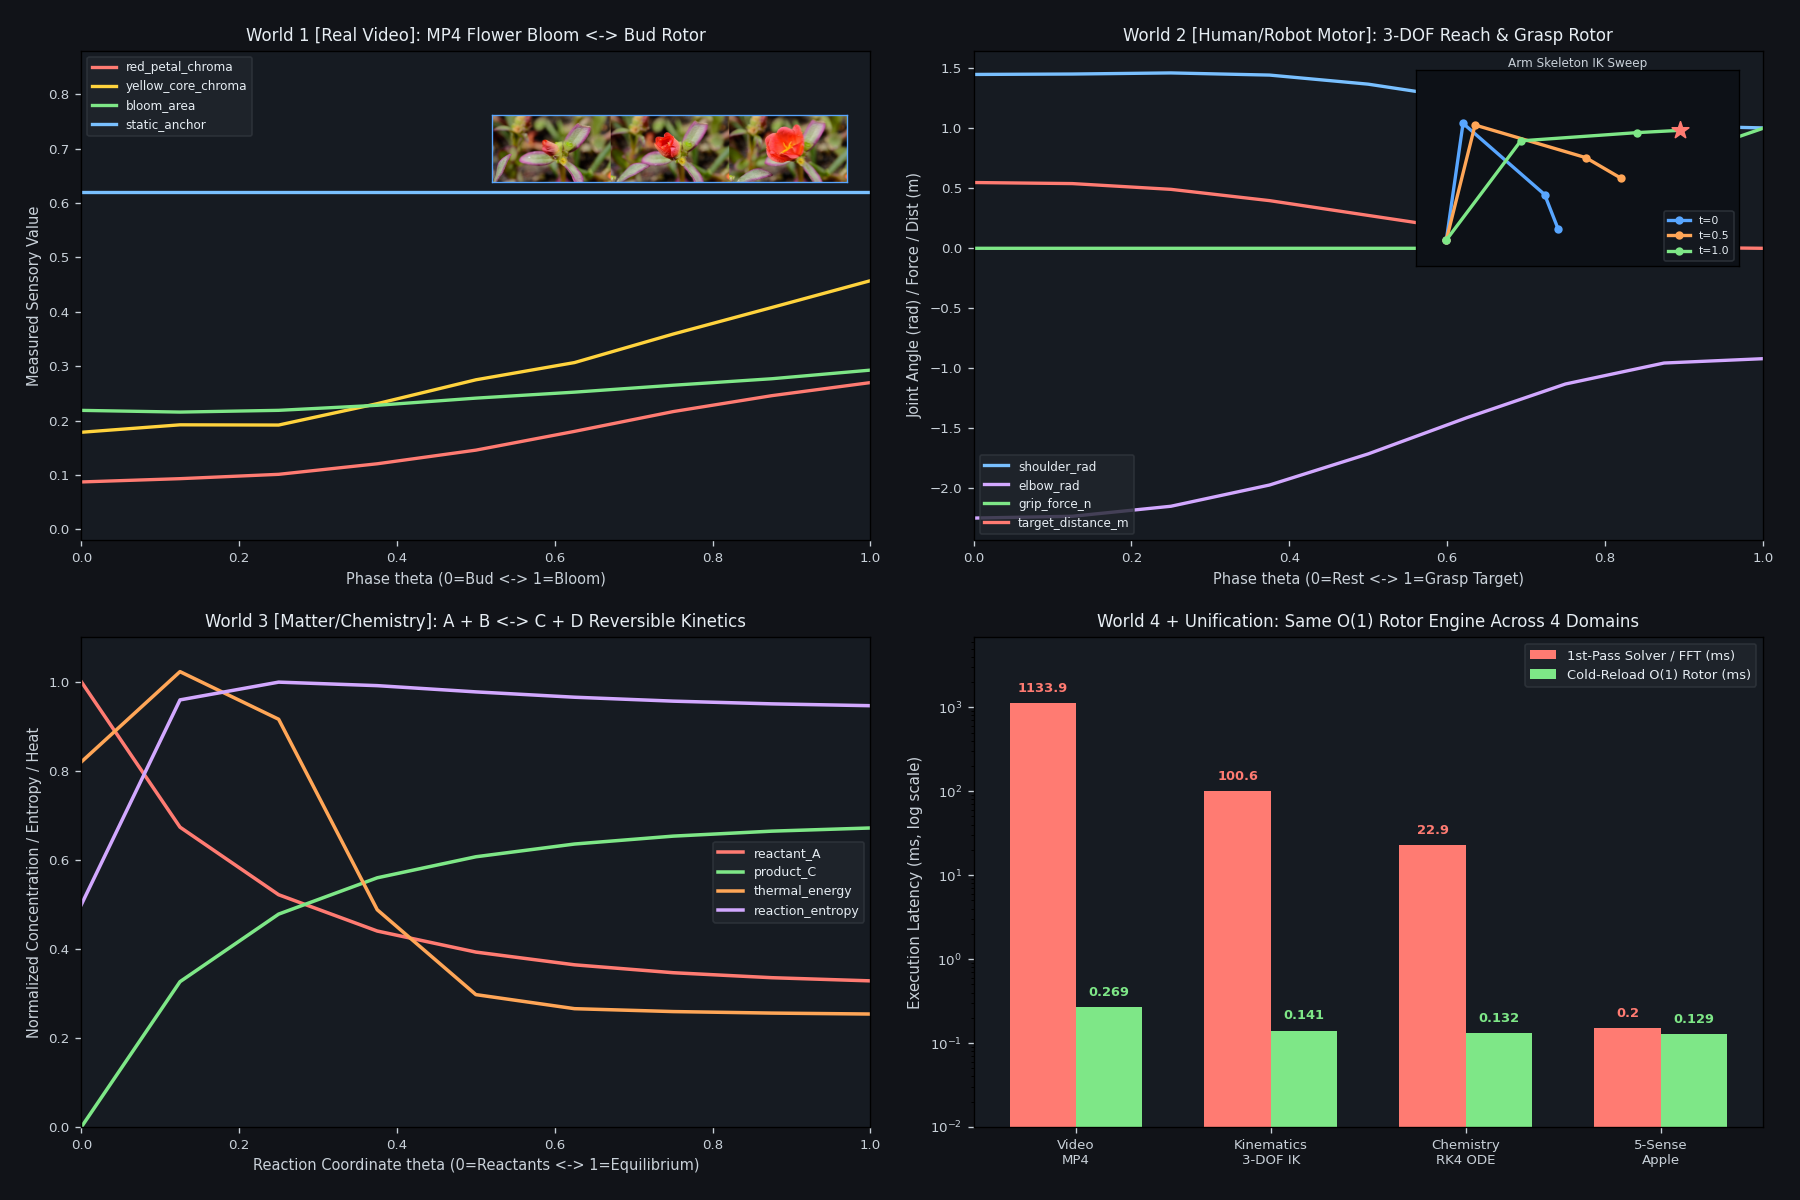 World 1 [Real Video]: MP4 Flower Bloom <-> Bud Rotor
red_petal_chroma
yellow_core_chroma
bloom_area
static_anchor
Measured Sensory Value
0.8
0.7
0.6
0.5
0.4
0.3
0.2
0.1
0.0
0.0 0.2 0.4 0.6 0.8 1.0
Phase theta (0=Bud <-> 1=Bloom)
World 2 [Human/Robot Motor]: 3-DOF Reach & Grasp Rotor
Arm Skeleton IK Sweep
t=0
t=0.5
t=1.0
Joint Angle (rad) / Force / Dist (m)
1.5
1.0
0.5
0.0
−0.5
−1.0
−1.5
−2.0
shoulder_rad
elbow_rad
grip_force_n
target_distance_m
0.0 0.2 0.4 0.6 0.8 1.0
Phase theta (0=Rest <-> 1=Grasp Target)
World 3 [Matter/Chemistry]: A + B <-> C + D Reversible Kinetics
Normalized Concentration / Entropy / Heat
1.0
0.8
0.6
0.4
0.2
0.0
reactant_A
product_C
thermal_energy
reaction_entropy
0.0 0.2 0.4 0.6 0.8 1.0
Reaction Coordinate theta (0=Reactants <-> 1=Equilibrium)
World 4 + Unification: Same O(1) Rotor Engine Across 4 Domains
1st-Pass Solver / FFT (ms)
Cold-Reload O(1) Rotor (ms)
Execution Latency (ms, log scale)
10³
10²
10¹
10⁰
10⁻¹
10⁻²
1133.9
0.269
100.6
0.141
22.9
0.132
0.2
0.129
Video
MP4
Kinematics
3-DOF IK
Chemistry
RK4 ODE
5-Sense
Apple